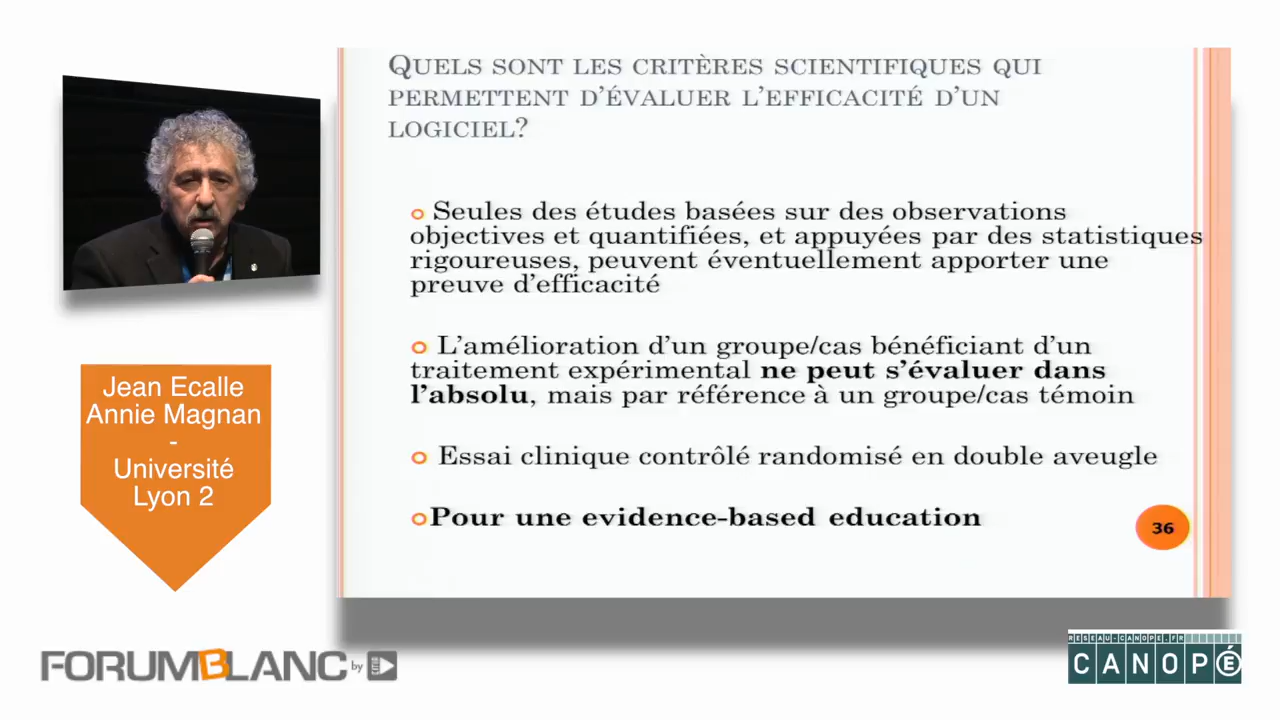 QUELS SONT LES CRITÈRES SCIENTIFIQUES QUI
PERMETTENT D'ÉVALUER L'EFFICACITÉ D'UN
LOGICIEL?
Seules des études basées sur des observations
objectives et quantifiées, et appuyées par des statistiques
rigoureuses, peuvent éventuellement apporter une
preuve d'efficacité
L'amélioration d'un groupe/cas bénéficiant d'un
traitement expérimental ne peut s'évaluer dans
l'absolu, mais par référence à un groupe/cas témoin
Essai clinique contrôlé randomisé en double aveugle
Pour une evidence-based education
36
Jean Ecalle
Annie Magnan
-
Université
Lyon 2
FORUMBLANC by
RESEAU-CANOPE.FR
CANOPÉ